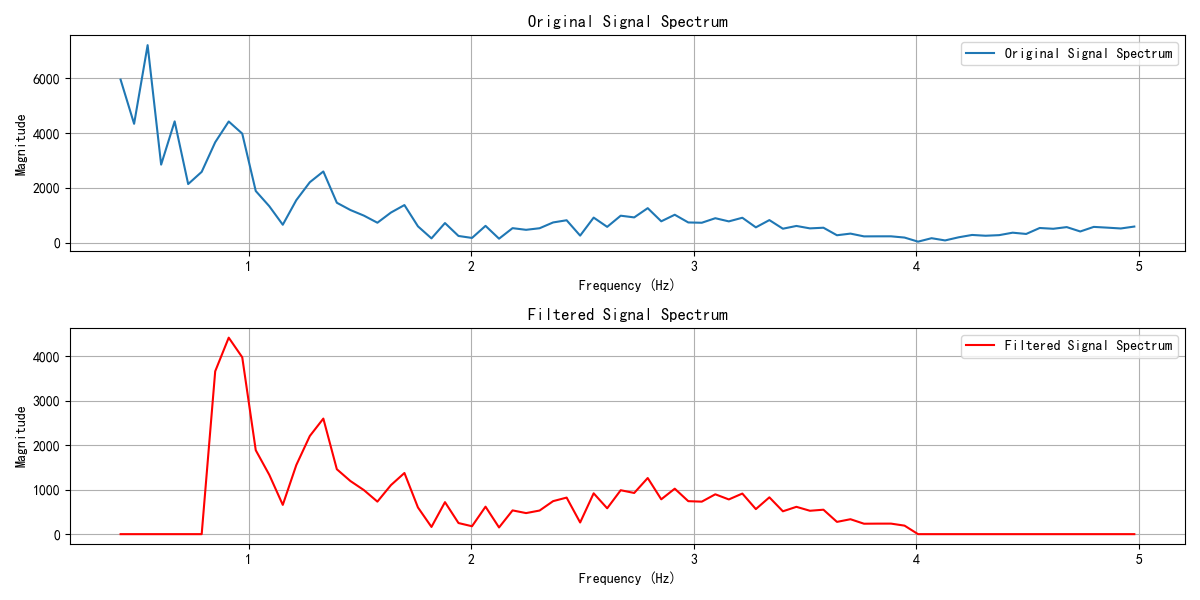 Original Signal Spectrum
Original Signal Spectrum
6000
4000
2000
0
Magnitude
1 2 3 4 5
Frequency (Hz)
Filtered Signal Spectrum
Filtered Signal Spectrum
4000
3000
2000
1000
0
Magnitude
1 2 3 4 5
Frequency (Hz)